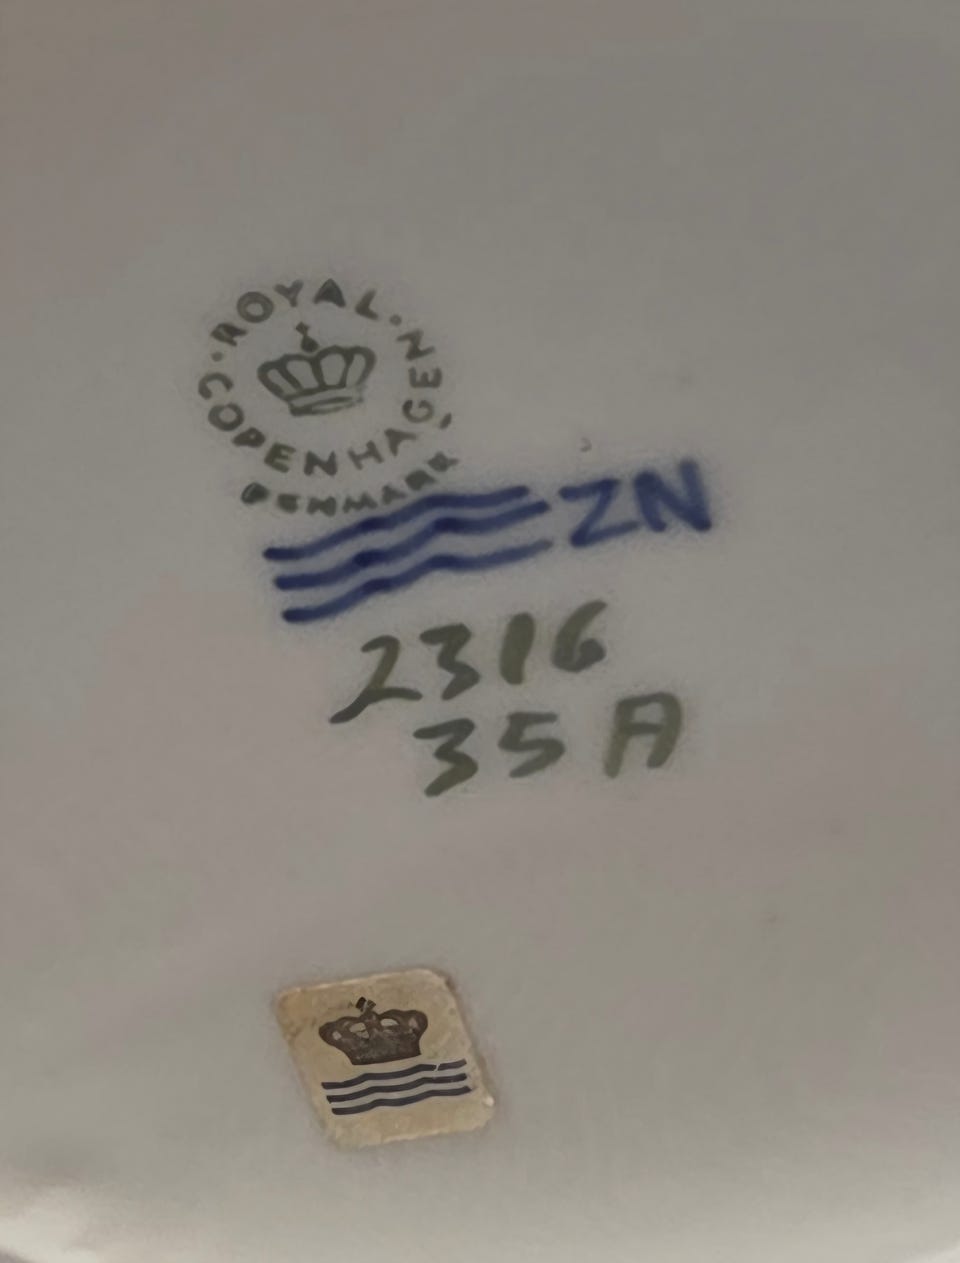 ROYAL
COPENHAGEN
DENMARK
ZN
2316
35A